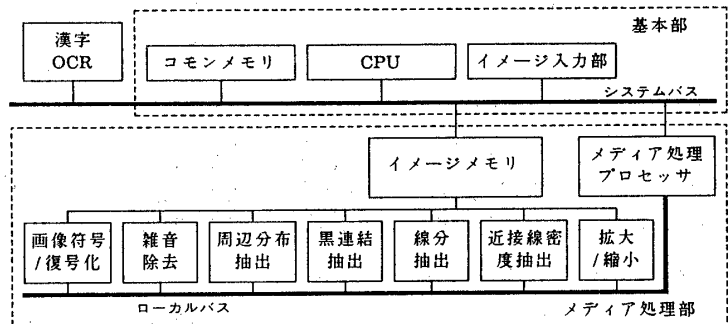 基本部
漢字
OCR
コモンメモリ
CPU
イメージ入力部
システムバス
イメージメモリ
メディア処理
プロセッサ
画像符号
/復号化
雑音
除去
周辺分布
抽出
黒連結
抽出
線分
抽出
近接線密
度抽出
拡大
/縮小
ローカルバス
メディア処理部